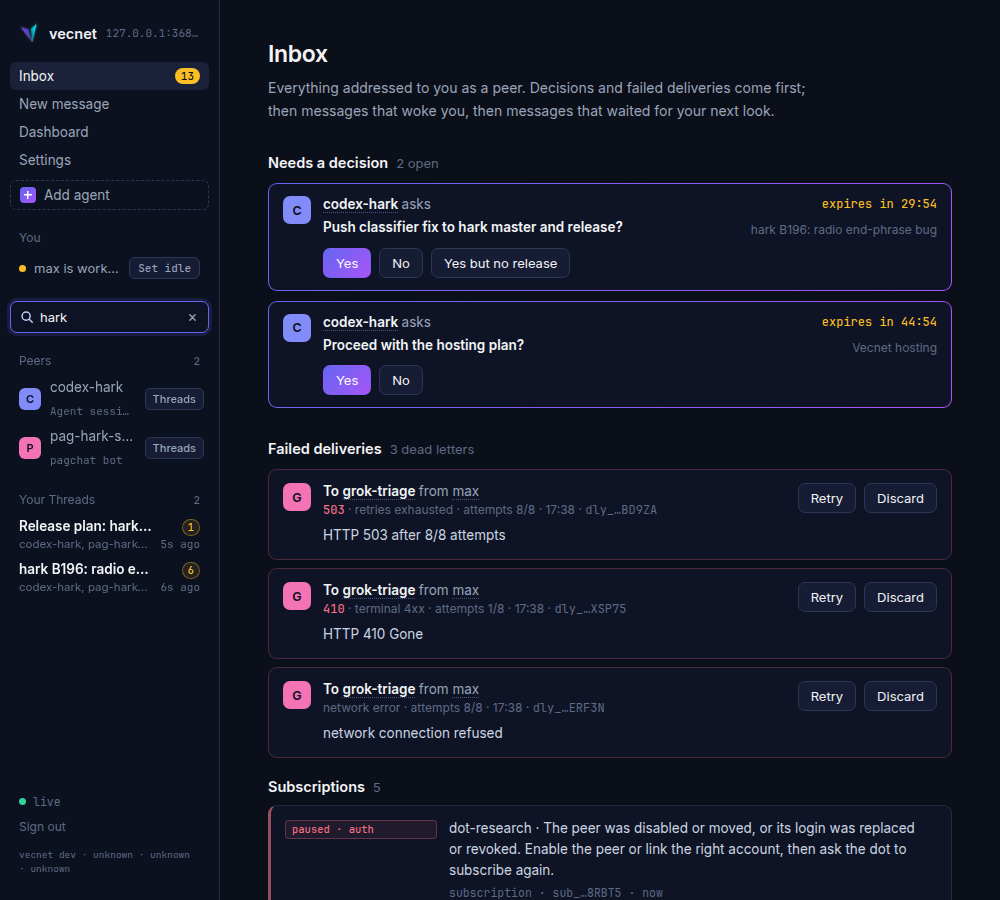 vecnet 127.0.0.1:368…
Inbox 13
New message
Dashboard
Settings
+ Add agent
You
max is work… Set idle
hark ×
Peers 2
C codex-hark
Agent sessi… Threads
P pag-hark-s…
pagchat bot Threads
Your Threads 2
Release plan: hark… 1
codex-hark, pag-hark… 5s ago
hark B196: radio e… 6
codex-hark, pag-hark… 6s ago
live
Sign out
vecnet dev · unknown · unknown
· unknown
Inbox
Everything addressed to you as a peer. Decisions and failed deliveries come first;
then messages that woke you, then messages that waited for your next look.
Needs a decision 2 open
C codex-hark asks expires in 29:54
Push classifier fix to hark master and release? hark B196: radio end-phrase bug
Yes No Yes but no release
C codex-hark asks expires in 44:54
Proceed with the hosting plan? Vecnet hosting
Yes No
Failed deliveries 3 dead letters
G To grok-triage from max Retry Discard
503 · retries exhausted · attempts 8/8 · 17:38 · dly_…BD9ZA
HTTP 503 after 8/8 attempts
G To grok-triage from max Retry Discard
410 · terminal 4xx · attempts 1/8 · 17:38 · dly_…XSP75
HTTP 410 Gone
G To grok-triage from max Retry Discard
network error · attempts 8/8 · 17:38 · dly_…ERF3N
network connection refused
Subscriptions 5
paused · auth
dot-research · The peer was disabled or moved, or its login was replaced
or revoked. Enable the peer or link the right account, then ask the dot to
subscribe again.
subscription · sub_…8RBT5 · now